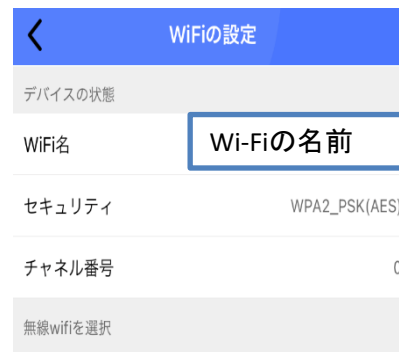 WiFiの設定
デバイスの状態
WiFi名 Wi-Fiの名前
セキュリティ WPA2_PSK(AES)
チャネル番号 0
無線wifiを選択